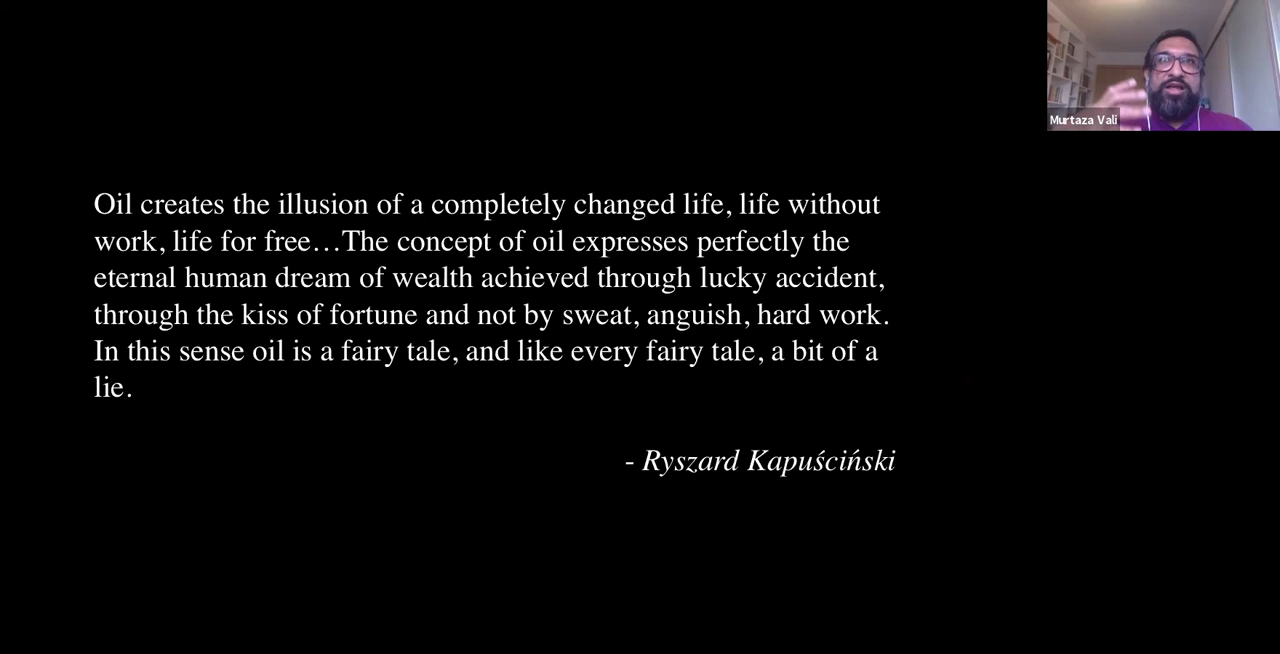 Murtaza Vali
Oil creates the illusion of a completely changed life, life without
work, life for free…The concept of oil expresses perfectly the
eternal human dream of wealth achieved through lucky accident,
through the kiss of fortune and not by sweat, anguish, hard work.
In this sense oil is a fairy tale, and like every fairy tale, a bit of a
lie.
- Ryszard Kapuściński